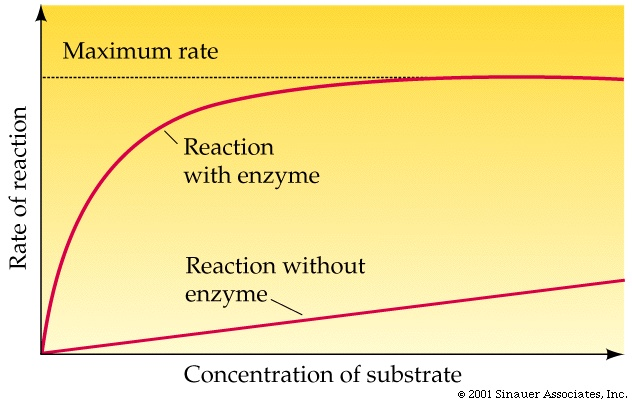 Maximum rate
Rate of reaction
Reaction
with enzyme
Reaction without
enzyme
Concentration of substrate
© 2001 Sinauer Associates, Inc.